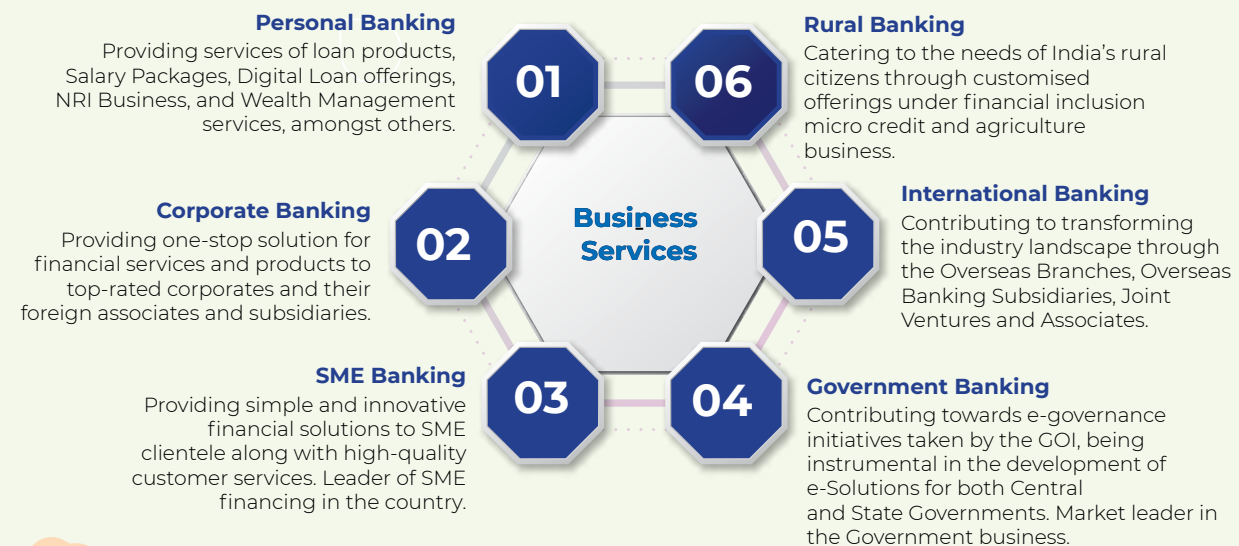 Personal Banking
Providing services of loan products,
Salary Packages, Digital Loan offerings,
NRI Business, and Wealth Management
services, amongst others.
01
Corporate Banking
Providing one-stop solution for
financial services and products to
top-rated corporates and their
foreign associates and subsidiaries.
02
SME Banking
Providing simple and innovative
financial solutions to SME
clientele along with high-quality
customer services. Leader of SME
financing in the country.
03
Business
Services
04
Government Banking
Contributing towards e-governance
initiatives taken by the GOI, being
instrumental in the development of
e-Solutions for both Central
and State Governments. Market leader in
the Government business.
05
International Banking
Contributing to transforming
the industry landscape through
the Overseas Branches, Overseas
Banking Subsidiaries, Joint
Ventures and Associates.
06
Rural Banking
Catering to the needs of India’s rural
citizens through customised
offerings under financial inclusion
micro credit and agriculture
business.